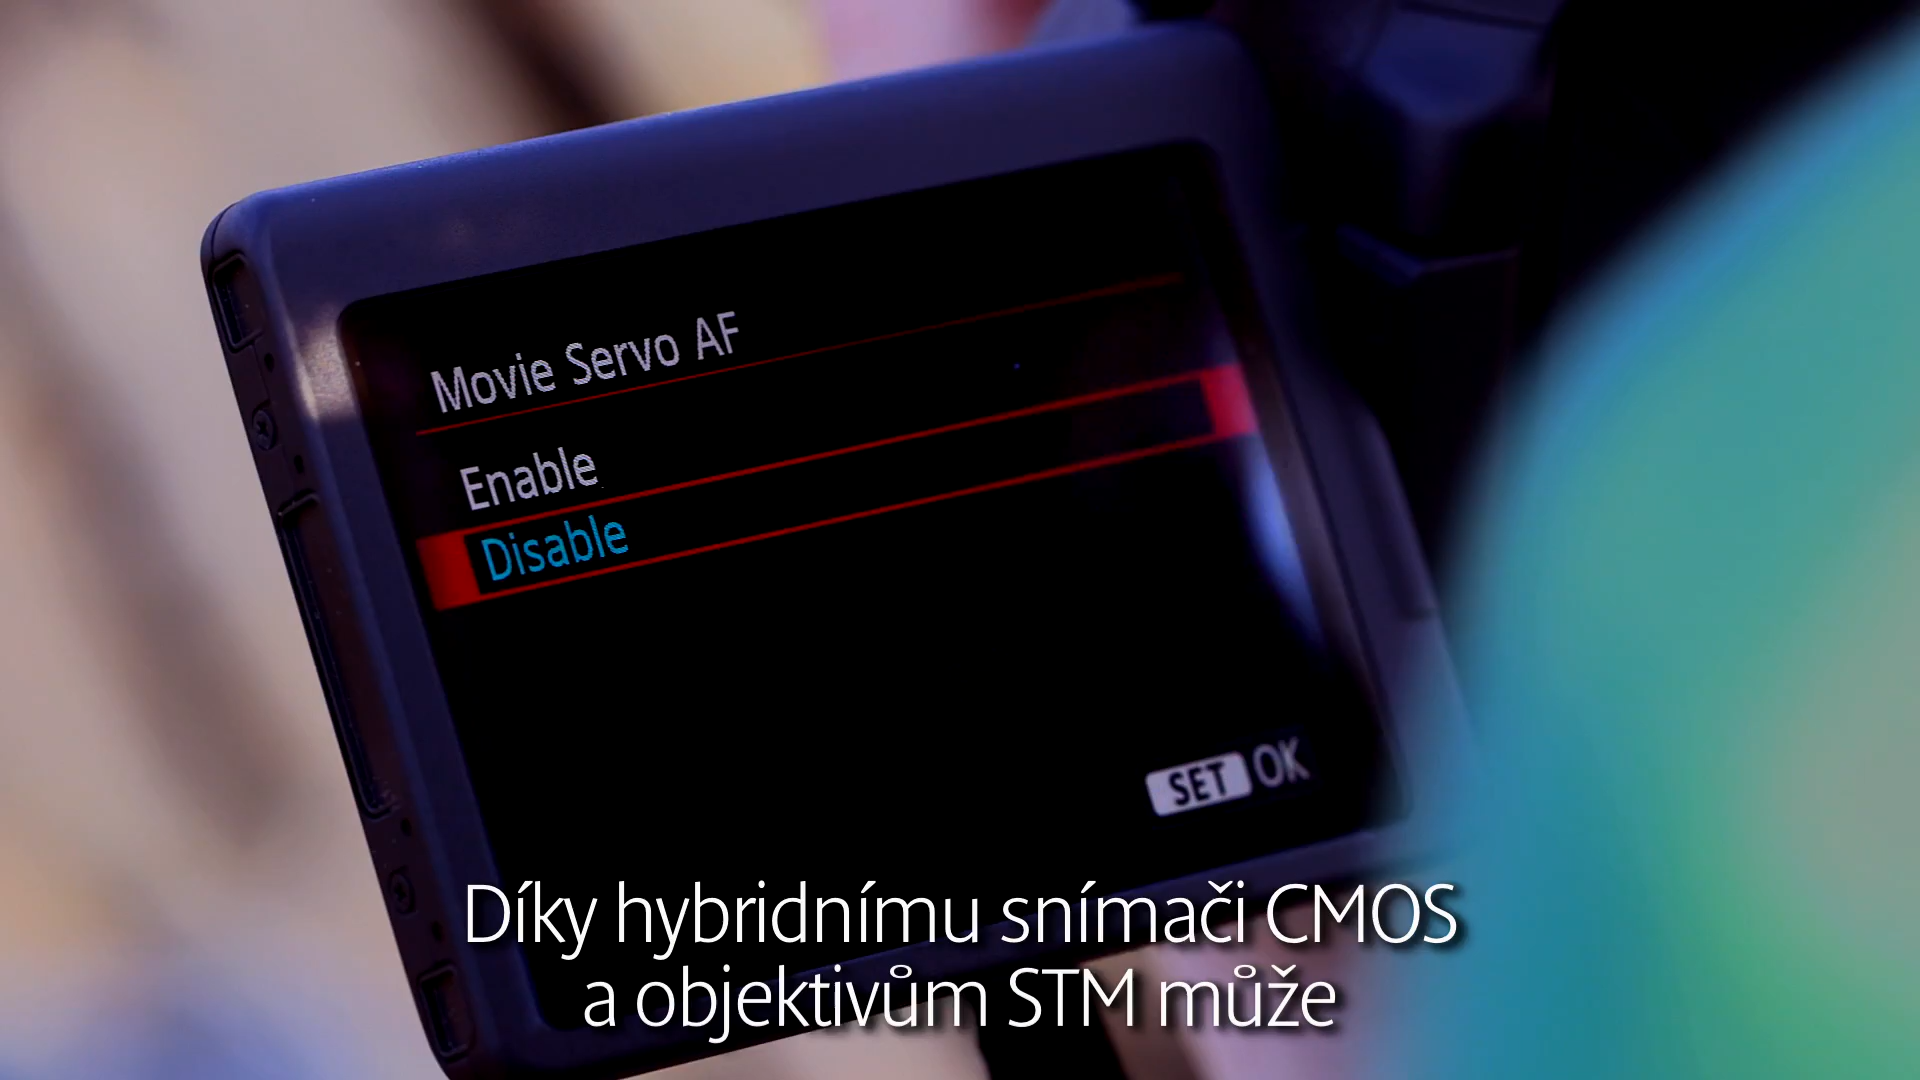 Movie Servo AF
Enable
Disable
SET OK
Díky hybridnímu snímači CMOS
a objektivům STM může